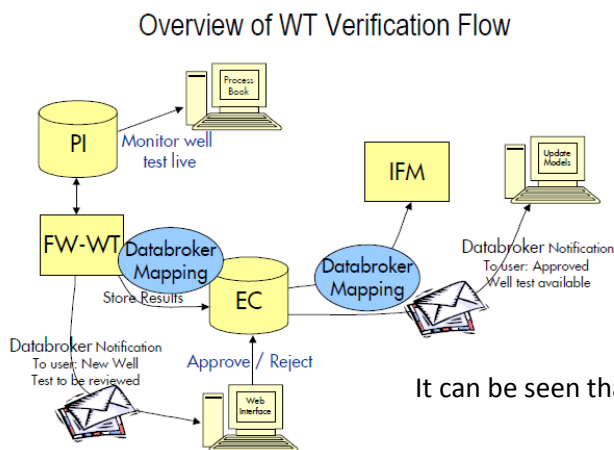 Overview of WT Verification Flow
Process
Book
PI
Monitor well
test live
IFM
Update
Models
FW-WT
Databroker
Mapping
Store Results
EC
Databroker
Mapping
Databroker Notification
To user: Approved
Well test available
Databroker Notification
To user: New Well
Test to be reviewed
Approve / Reject
Web
Interface
It can be seen tha